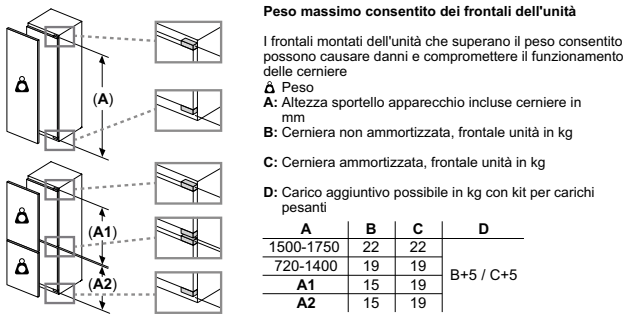 Peso massimo consentito dei frontali dell'unità
I frontali montati dell'unità che superano il peso consentito
possono causare danni e compromettere il funzionamento
delle cerniere
Peso
A: Altezza sportello apparecchio incluse cerniere in
mm
B: Cerniera non ammortizzata, frontale unità in kg
C: Cerniera ammortizzata, frontale unità in kg
D: Carico aggiuntivo possibile in kg con kit per carichi
pesanti
A B C D
1500-1750 22 22
720-1400 19 19
B+5 / C+5
A1 15 19
A2 15 19
(A)
(A1)
(A2)